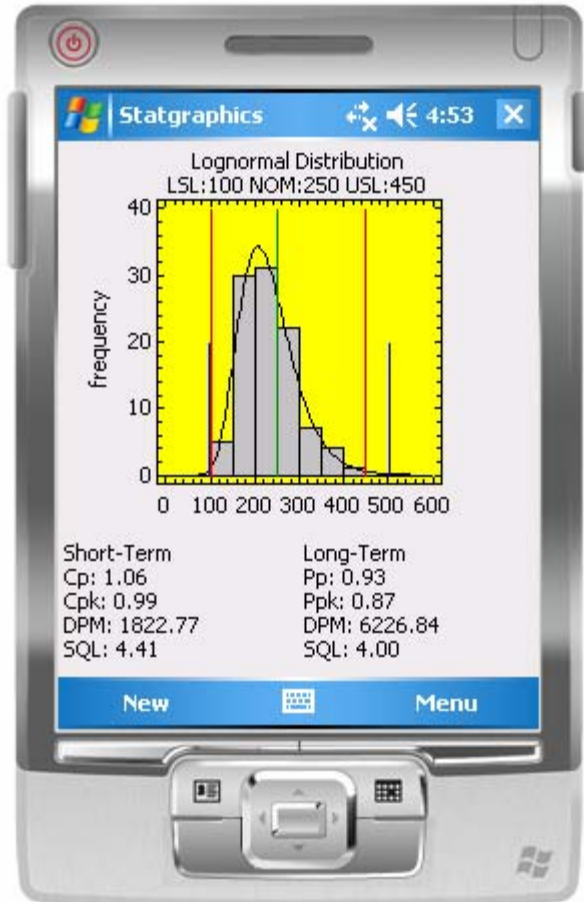 Statgraphics 4:53
Lognormal Distribution
LSL:100 NOM:250 USL:450
40
30
20
10
0
frequency
0 100 200 300 400 500 600
Short-Term
Cp: 1.06
Cpk: 0.99
DPM: 1822.77
SQL: 4.41
Long-Term
Pp: 0.93
Ppk: 0.87
DPM: 6226.84
SQL: 4.00
New Menu